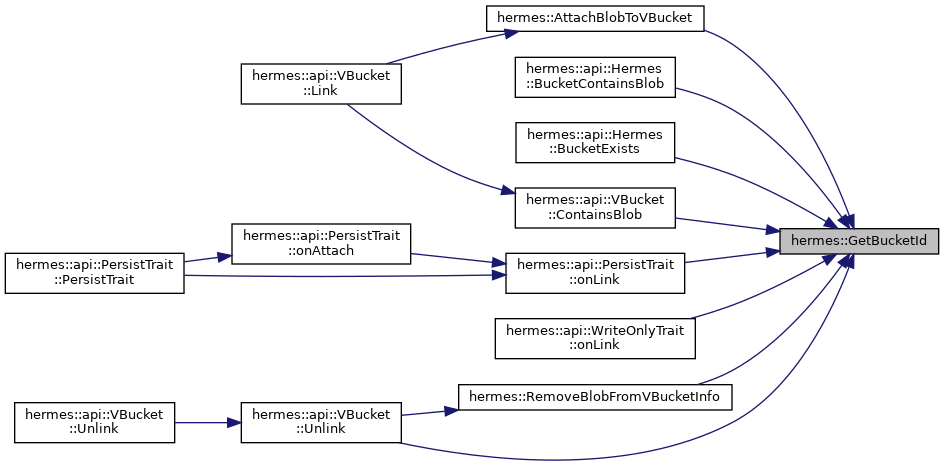 hermes::AttachBlobToVBucket
hermes::api::VBucket
::Link
hermes::api::Hermes
::BucketContainsBlob
hermes::api::Hermes
::BucketExists
hermes::api::VBucket
::ContainsBlob
hermes::GetBucketId
hermes::api::PersistTrait
::onAttach
hermes::api::PersistTrait
::PersistTrait
hermes::api::PersistTrait
::onLink
hermes::api::WriteOnlyTrait
::onLink
hermes::RemoveBlobFromVBucketInfo
hermes::api::VBucket
::Unlink
hermes::api::VBucket
::Unlink